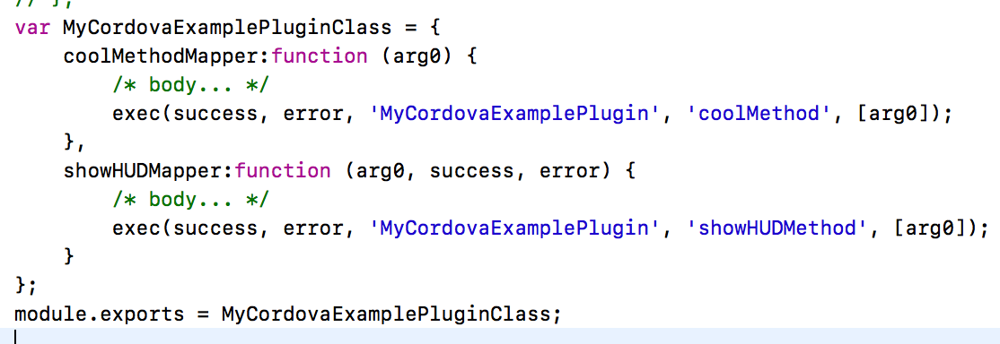 // };
var MyCordovaExamplePluginClass = {
    coolMethodMapper:function (arg0) {
        /* body... */
        exec(success, error, 'MyCordovaExamplePlugin', 'coolMethod', [arg0]);
    },
    showHUDMapper:function (arg0, success, error) {
        /* body... */
        exec(success, error, 'MyCordovaExamplePlugin', 'showHUDMethod', [arg0]);
    }
};
module.exports = MyCordovaExamplePluginClass;